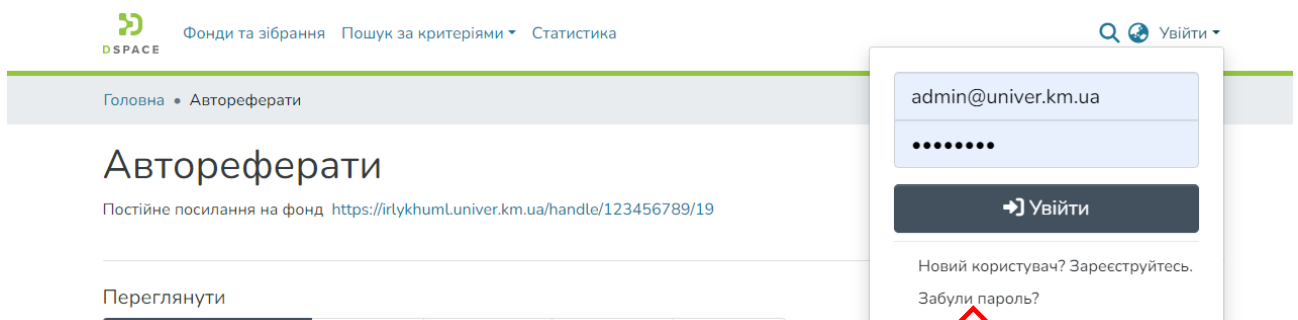 DSPACE
Фонди та зібрання Пошук за критеріями Статистика Увійти
Головна • Автореферати
admin@univer.km.ua
••••••••
Автореферати
Постійне посилання на фонд https://irlykhuml.univer.km.ua/handle/123456789/19
Увійти
Новий користувач? Зареєструйтесь.
Забули пароль?
Переглянути